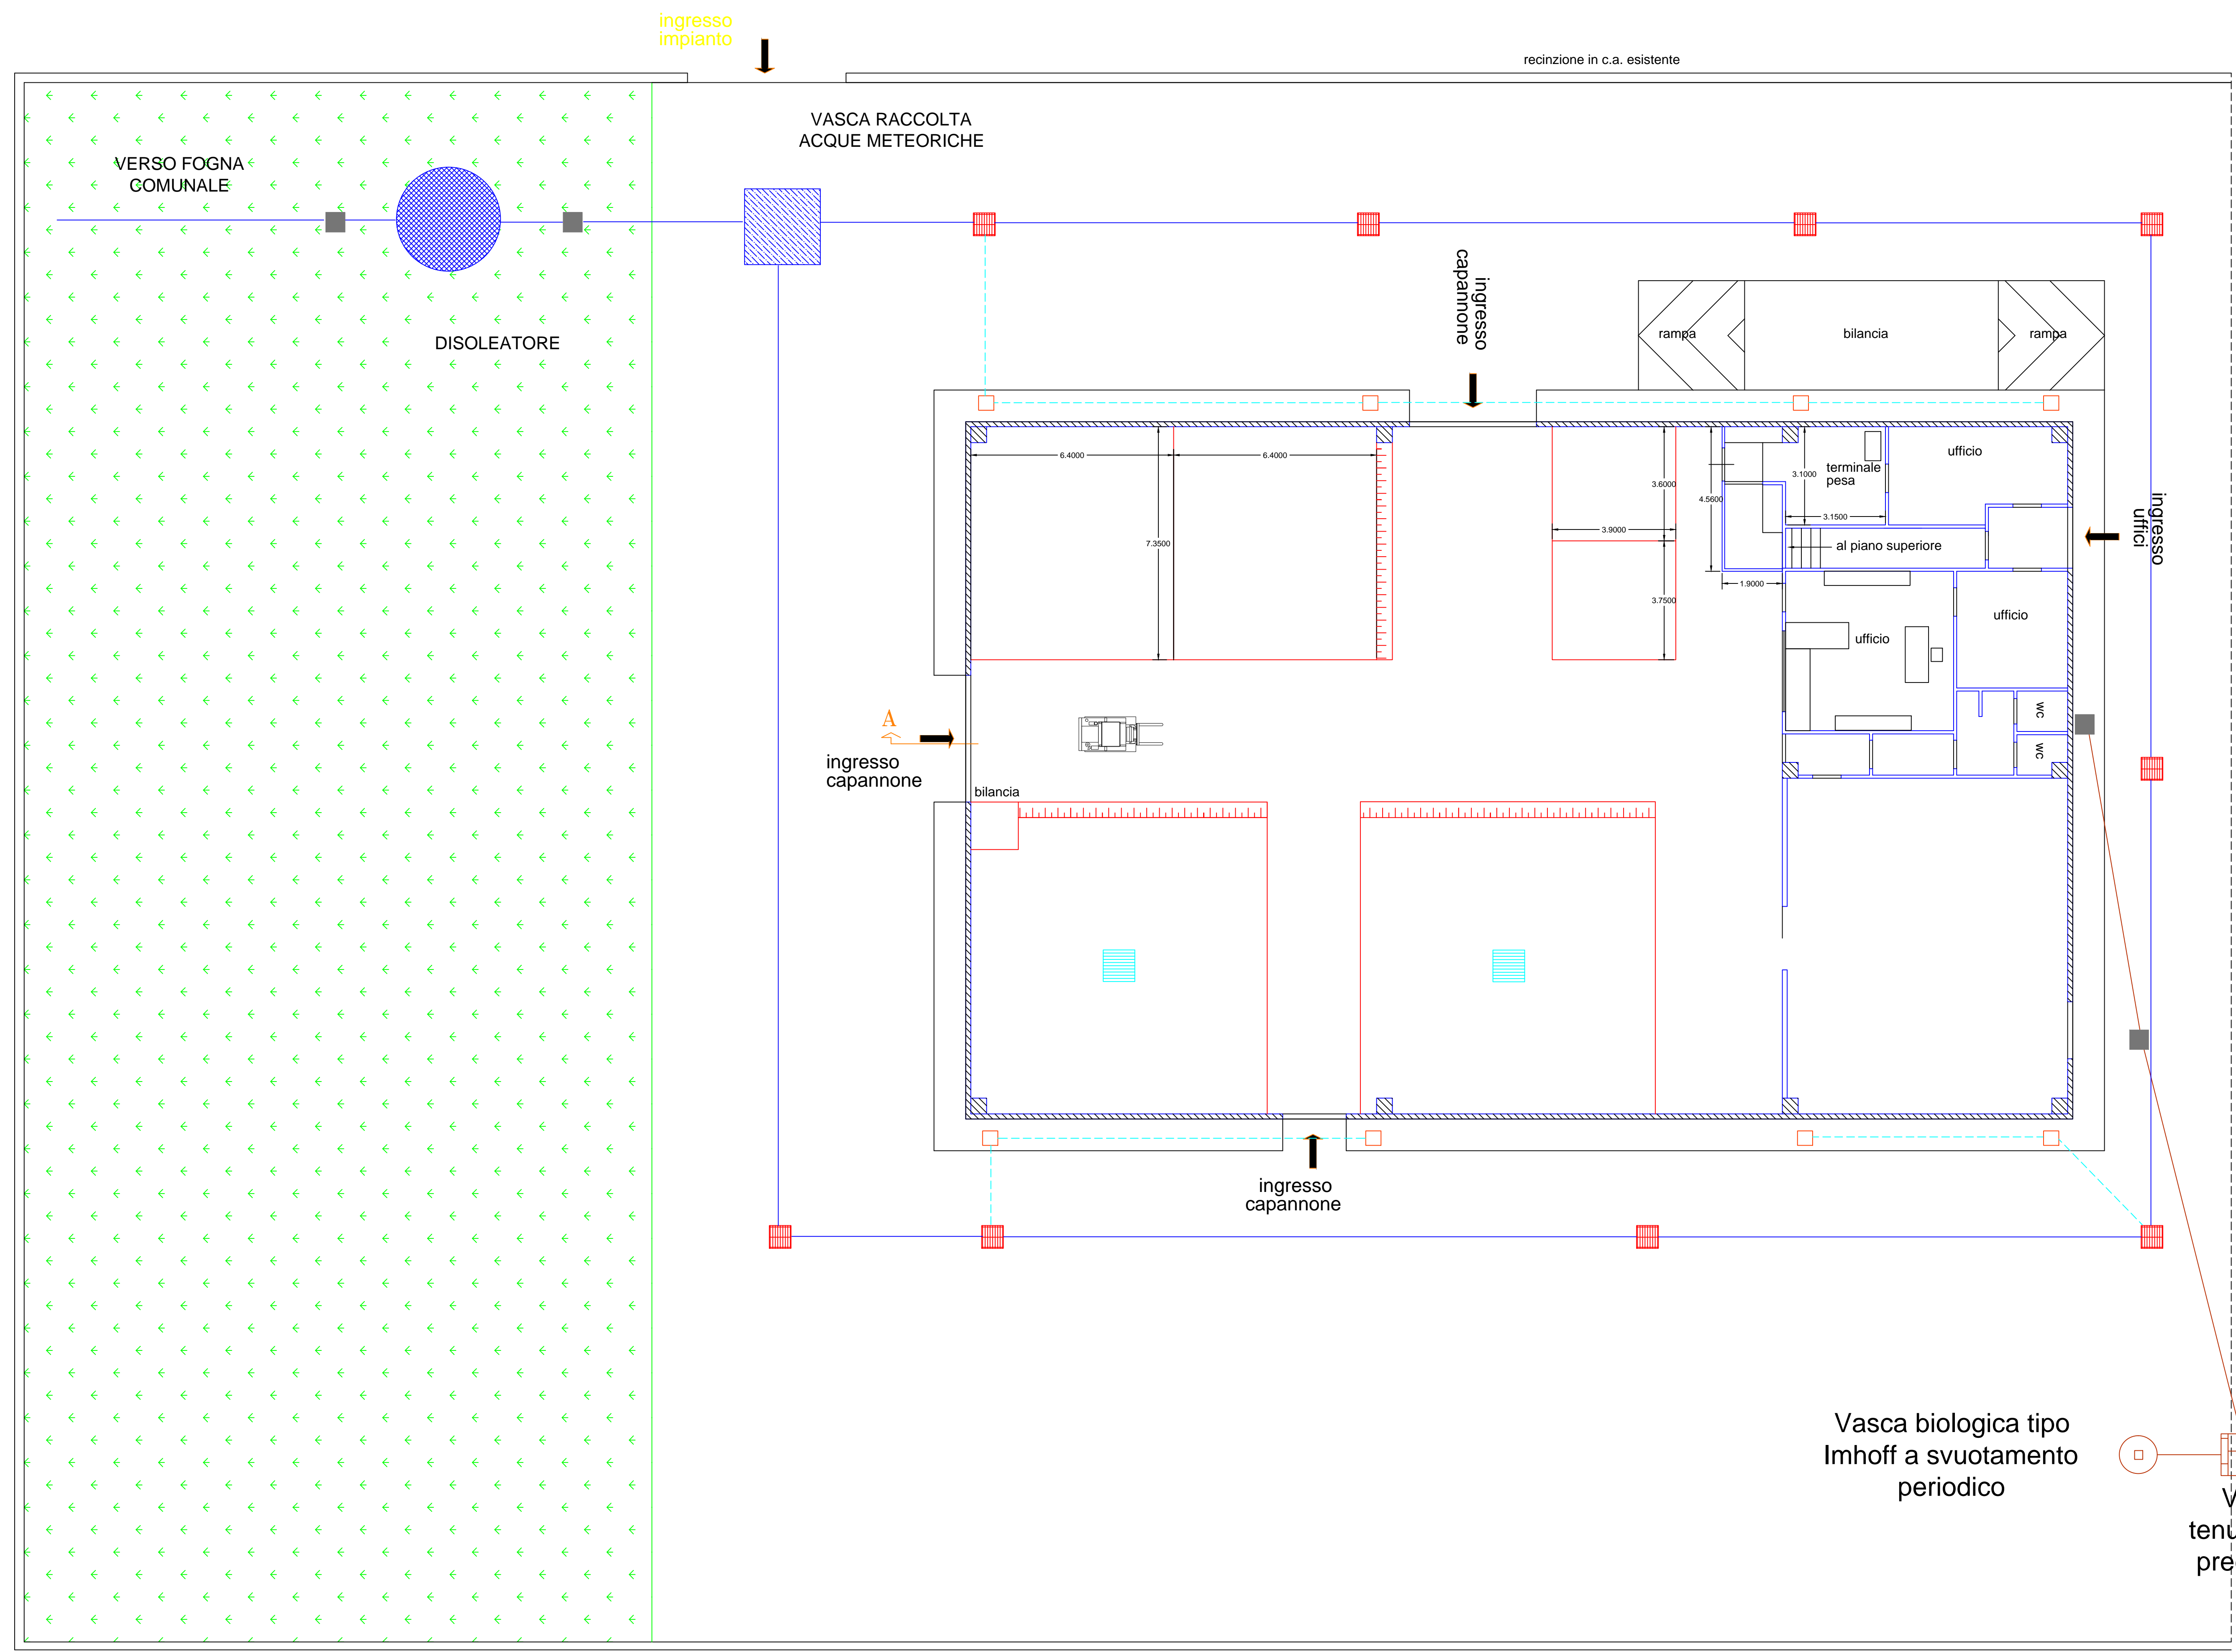 ingresso
impianto
recinzione in c.a. esistente
VASCA RACCOLTA
ACQUE METEORICHE
VERSO FOGNA
COMUNALE
DISOLEATORE
ingresso
capannone
rampa
bilancia
rampa
6.4000
6.4000
7.3500
3.6000
3.9000
3.7500
4.5600
3.1000
terminale
pesa
3.1500
ufficio
al piano superiore
1.9000
ingresso
uffici
ufficio
ufficio
wc
wc
A
ingresso
capannone
bilancia
ingresso
capannone
Vasca biologica tipo
Imhoff a svuotamento
periodico
V
tenu
pre